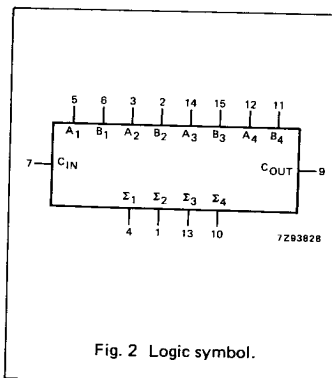 5 6 3 2 14 15 12 11
A1 B1 A2 B2 A3 B3 A4 B4
7 CIN COUT 9
Σ1 Σ2 Σ3 Σ4
4 1 13 10
7Z93828
Fig. 2 Logic symbol.